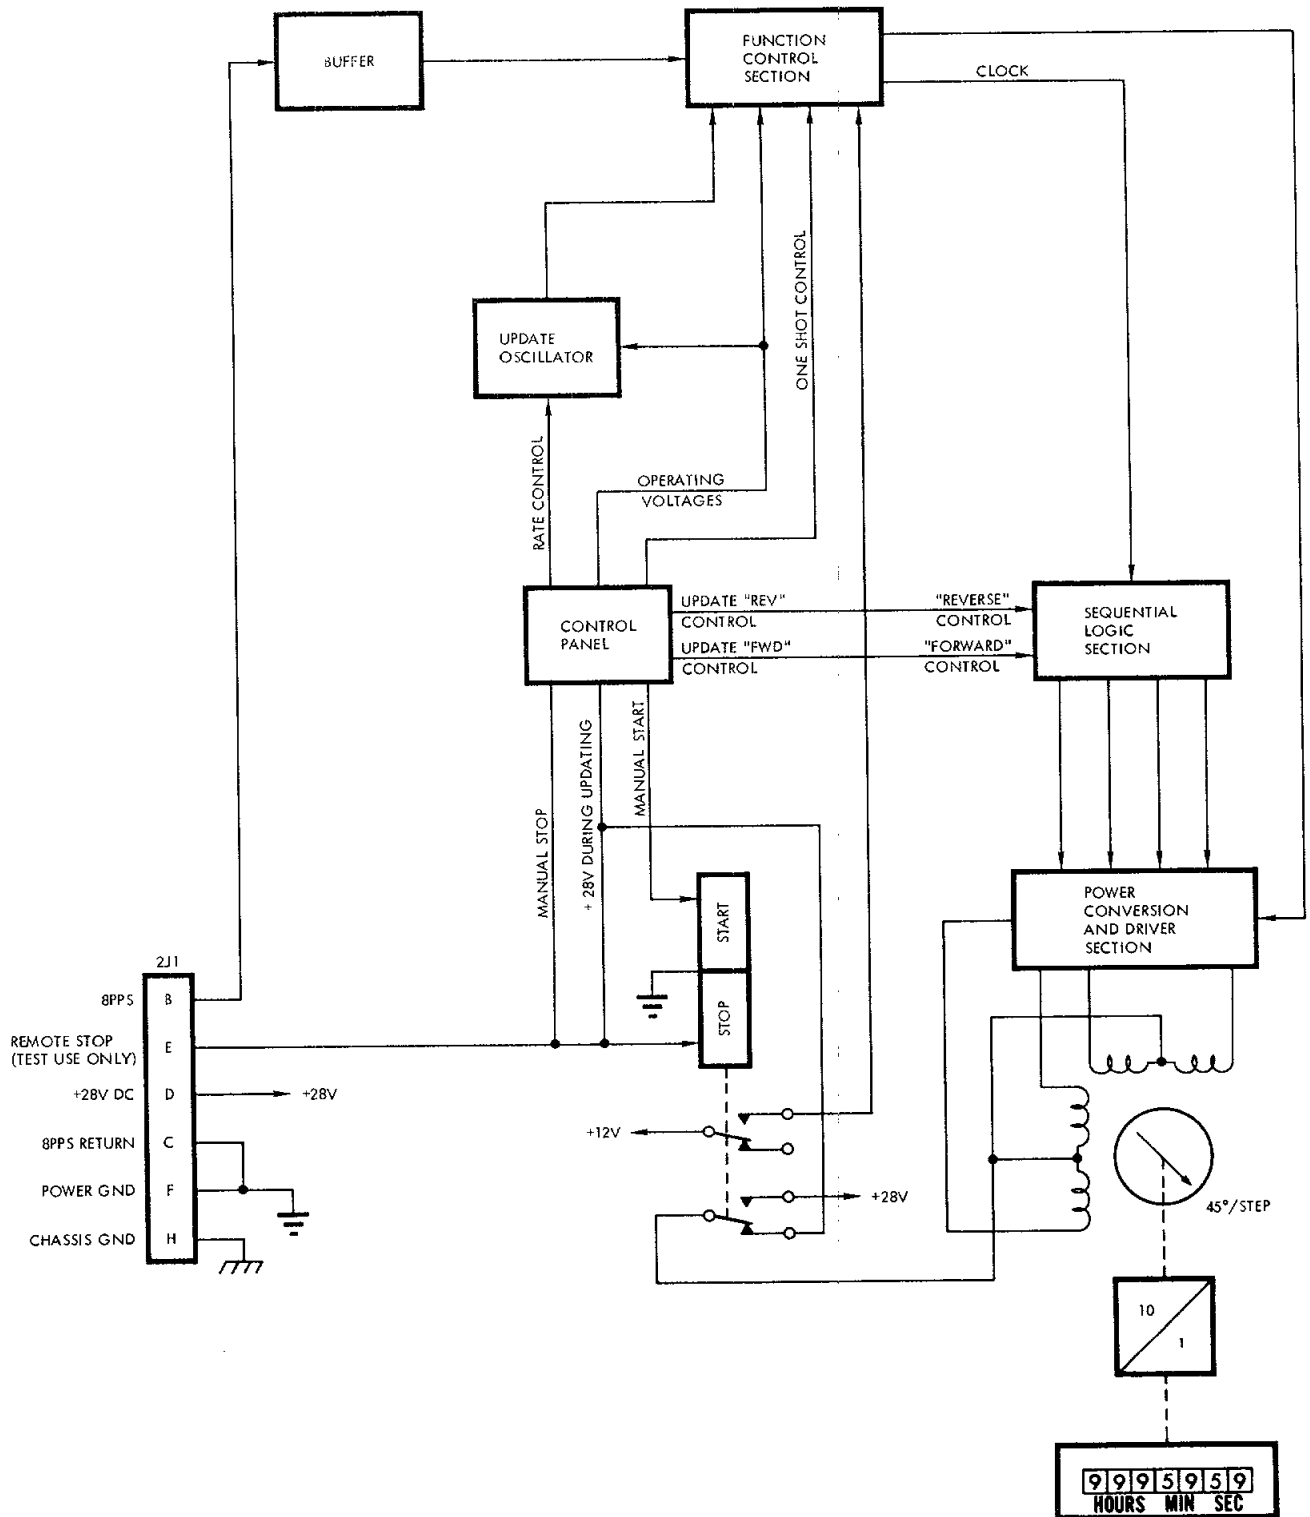 BUFFER
FUNCTION
CONTROL
SECTION
CLOCK
UPDATE
OSCILLATOR
ONE SHOT CONTROL
RATE CONTROL
OPERATING
VOLTAGES
CONTROL
PANEL
UPDATE "REV"
CONTROL
"REVERSE"
CONTROL
UPDATE "FWD"
CONTROL
"FORWARD"
CONTROL
SEQUENTIAL
LOGIC
SECTION
MANUAL STOP
+ 28V DURING UPDATING
MANUAL START
START
STOP
POWER
CONVERSION
AND DRIVER
SECTION
2J1
8PPS B
REMOTE STOP
(TEST USE ONLY) E
+28V DC D +28V
8PPS RETURN C
POWER GND F
CHASSIS GND H
+12V
+28V
45°/STEP
10
1
9 9 9 5 9 5 9
HOURS MIN SEC